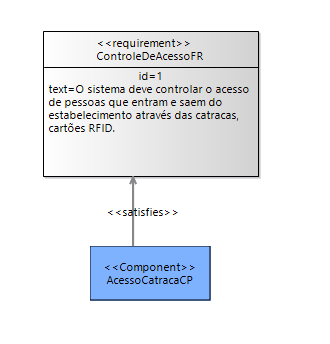 <<requirement>>
ControleDeAcessoFR
id=1
text=O sistema deve controlar o acesso
de pessoas que entram e saem do
estabelecimento através das catracas,
cartões RFID.
<<satisfies>>
<<Component>>
AcessoCatracaCP